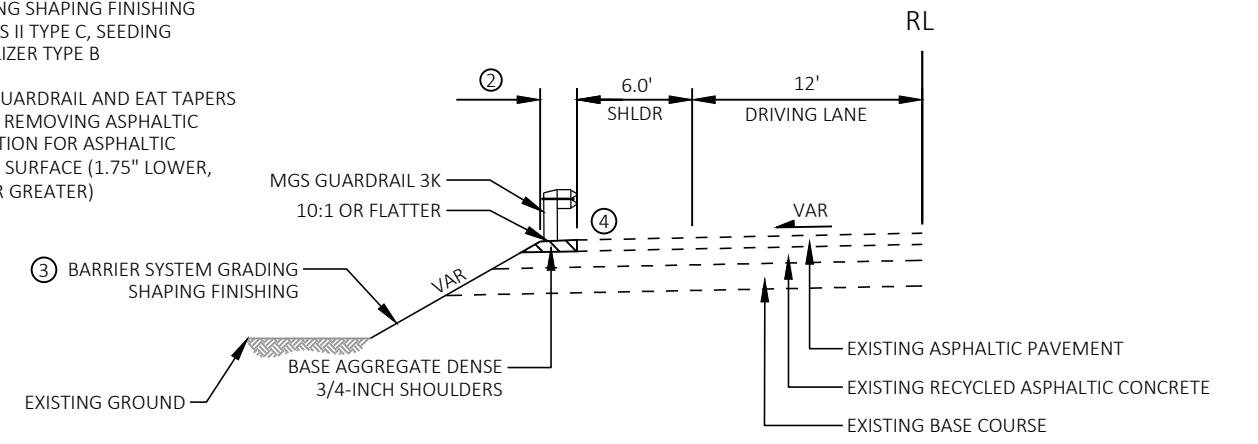 NG SHAPING FINISHING
S II TYPE C, SEEDING
LIZER TYPE B
UARDRAIL AND EAT TAPERS
REMOVING ASPHALTIC
TION FOR ASPHALTIC
SURFACE (1.75" LOWER,
R GREATER)
RL
2
6.0'
SHLDR
12'
DRIVING LANE
MGS GUARDRAIL 3K
10:1 OR FLATTER
4
VAR
3 BARRIER SYSTEM GRADING
SHAPING FINISHING
VAR
BASE AGGREGATE DENSE
3/4-INCH SHOULDERS
EXISTING GROUND
EXISTING ASPHALTIC PAVEMENT
EXISTING RECYCLED ASPHALTIC CONCRETE
EXISTING BASE COURSE